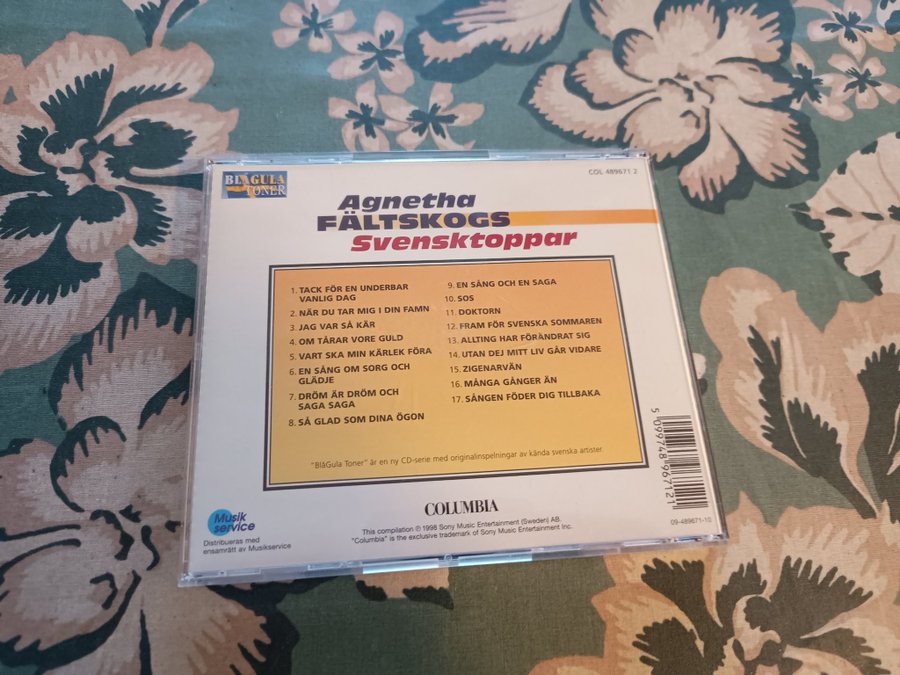 BLÅGULA
TONER
COL 489671 2
Agnetha
FÄLTSKOGS
Svensktoppar
1. TACK FÖR EN UNDERBAR
VANLIG DAG
2. NÄR DU TAR MIG I DIN FAMN
3. JAG VAR SÅ KÄR
4. OM TÅRAR VORE GULD
5. VART SKA MIN KÄRLEK FÖRA
6. EN SÅNG OM SORG OCH
GLÄDJE
7. DRÖM ÄR DRÖM OCH
SAGA SAGA
8. SÅ GLAD SOM DINA ÖGON
9. EN SÅNG OCH EN SAGA
10. SOS
11. DOKTORN
12. FRAM FÖR SVENSKA SOMMAREN
13. ALLTING HAR FÖRÄNDRAT SIG
14. UTAN DEJ MITT LIV GÅR VIDARE
15. ZIGENARVÄN
16. MÅNGA GÅNGER ÄN
17. SÅNGEN FÖDER DIG TILLBAKA
"BlåGula Toner" är en ny CD-serie med originalinspelningar av kända svenska artister.
5 099748 967121
Musik
service
Distribueras med
ensamrätt av Musikservice
COLUMBIA
This compilation ℗ 1998 Sony Music Entertainment (Sweden) AB.
"Columbia" is the exclusive trademark of Sony Music Entertainment Inc.
09-489671-10